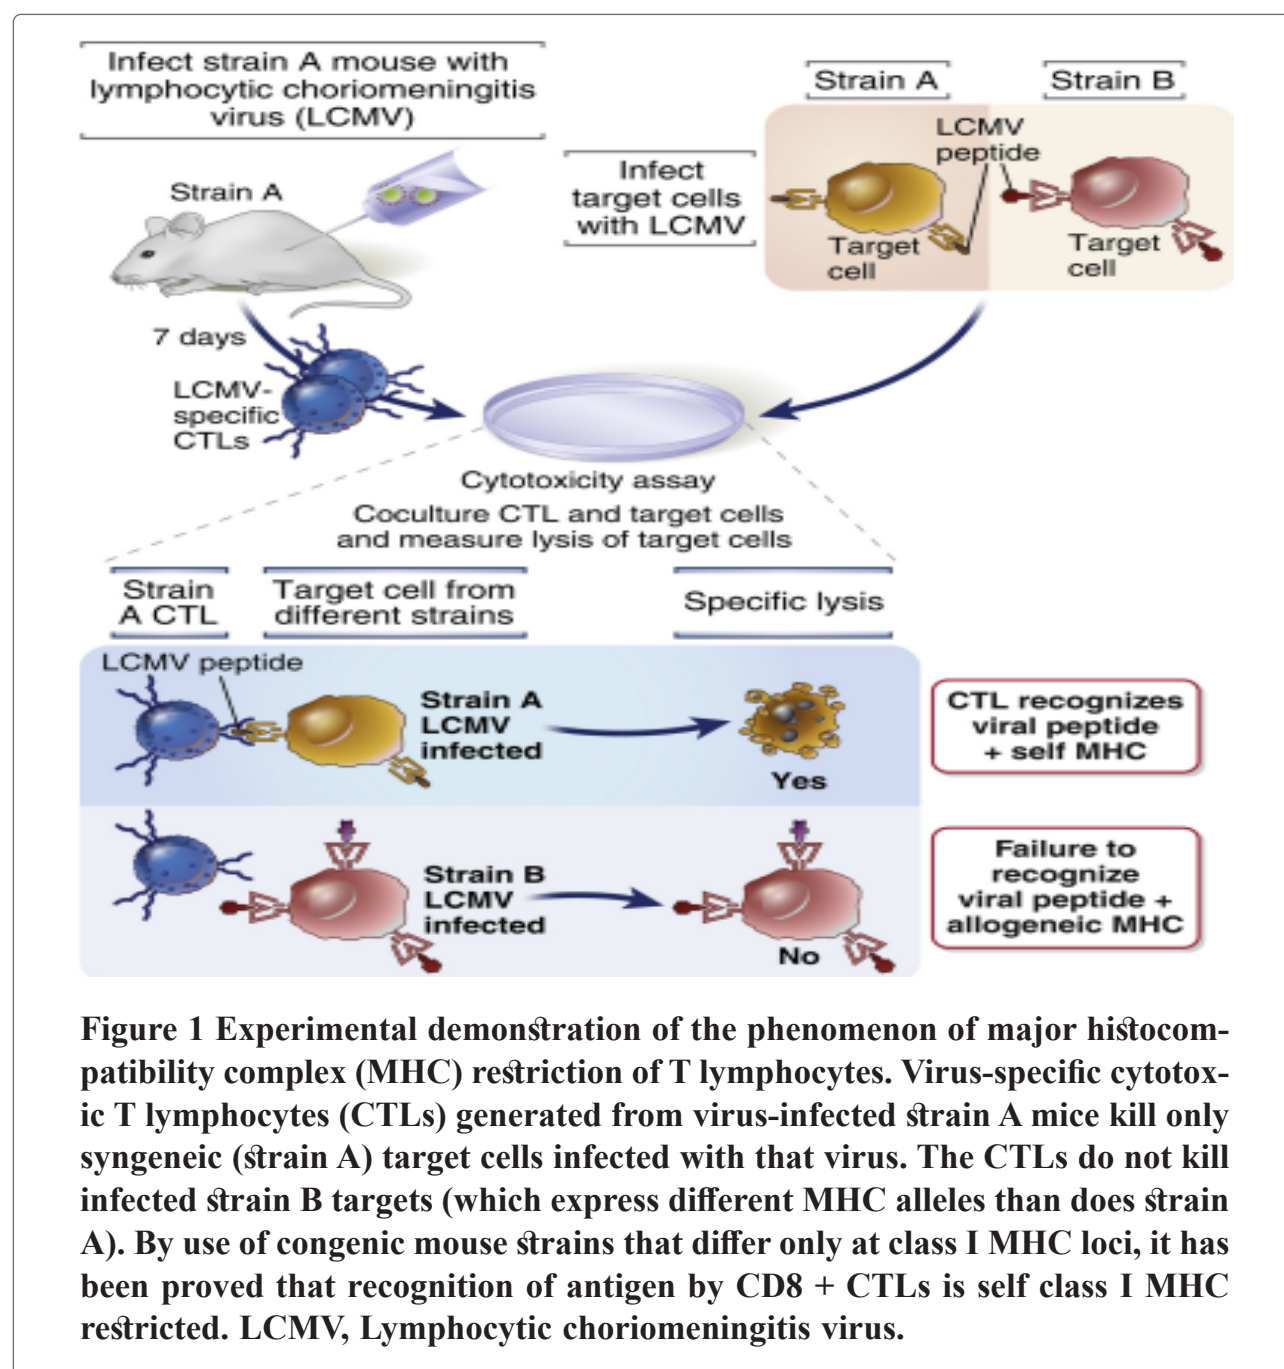 Infect strain A mouse with
lymphocytic choriomeningitis
virus (LCMV)
Strain A
7 days
LCMV-
specific
CTLs
Infect
target cells
with LCMV
Strain A
Strain B
LCMV
peptide
Target
cell
Target
cell
Cytotoxicity assay
Coculture CTL and target cells
and measure lysis of target cells
Strain
A CTL
Target cell from
different strains
Specific lysis
LCMV peptide
Strain A
LCMV
infected
Yes
CTL recognizes
viral peptide
+ self MHC
Strain B
LCMV
infected
No
Failure to
recognize
viral peptide +
allogeneic MHC
Figure 1 Experimental demonstration of the phenomenon of major histocom-
patibility complex (MHC) restriction of T lymphocytes. Virus-specific cytotox-
ic T lymphocytes (CTLs) generated from virus-infected strain A mice kill only
syngeneic (strain A) target cells infected with that virus. The CTLs do not kill
infected strain B targets (which express different MHC alleles than does strain
A). By use of congenic mouse strains that differ only at class I MHC loci, it has
been proved that recognition of antigen by CD8 + CTLs is self class I MHC
restricted. LCMV, Lymphocytic choriomeningitis virus.